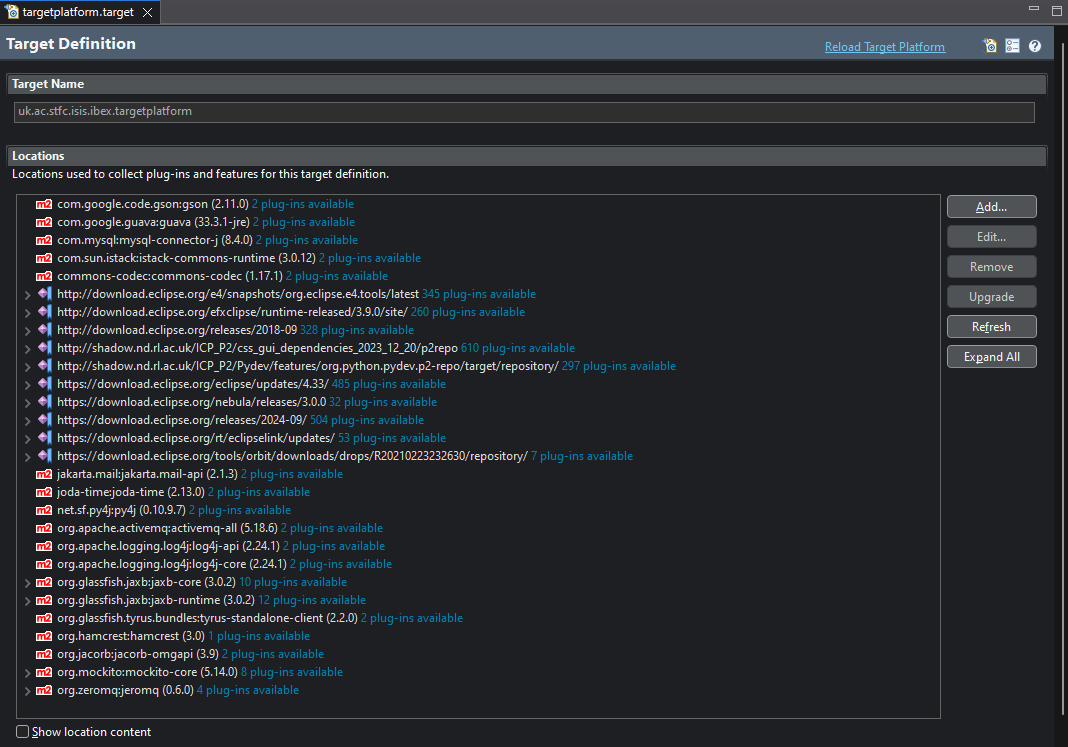 targetplatform.target
Target Definition
Reload Target Platform
Target Name
uk.ac.stfc.isis.ibex.targetplatform
Locations
Locations used to collect plug-ins and features for this target definition.
m2 com.google.code.gson:gson (2.11.0) 2 plug-ins available
m2 com.google.guava:guava (33.3.1-jre) 2 plug-ins available
m2 com.mysql:mysql-connector-j (8.4.0) 2 plug-ins available
m2 com.sun.istack:istack-commons-runtime (3.0.12) 2 plug-ins available
m2 commons-codec:commons-codec (1.17.1) 2 plug-ins available
http://download.eclipse.org/e4/snapshots/org.eclipse.e4.tools/latest 345 plug-ins available
http://download.eclipse.org/efxclipse/runtime-released/3.9.0/site/ 260 plug-ins available
http://download.eclipse.org/releases/2018-09 328 plug-ins available
http://shadow.nd.rl.ac.uk/ICP_P2/css_gui_dependencies_2023_12_20/p2repo 610 plug-ins available
http://shadow.nd.rl.ac.uk/ICP_P2/Pydev/features/org.python.pydev.p2-repo/target/repository/ 297 plug-ins available
https://download.eclipse.org/eclipse/updates/4.33/ 485 plug-ins available
https://download.eclipse.org/nebula/releases/3.0.0 32 plug-ins available
https://download.eclipse.org/releases/2024-09/ 504 plug-ins available
https://download.eclipse.org/rt/eclipselink/updates/ 53 plug-ins available
https://download.eclipse.org/tools/orbit/downloads/drops/R20210223232630/repository/ 7 plug-ins available
m2 jakarta.mail:jakarta.mail-api (2.1.3) 2 plug-ins available
m2 joda-time:joda-time (2.13.0) 2 plug-ins available
m2 net.sf.py4j:py4j (0.10.9.7) 2 plug-ins available
m2 org.apache.activemq:activemq-all (5.18.6) 2 plug-ins available
m2 org.apache.logging.log4j:log4j-api (2.24.1) 2 plug-ins available
m2 org.apache.logging.log4j:log4j-core (2.24.1) 2 plug-ins available
m2 org.glassfish.jaxb:jaxb-core (3.0.2) 10 plug-ins available
m2 org.glassfish.jaxb:jaxb-runtime (3.0.2) 12 plug-ins available
m2 org.glassfish.tyrus.bundles:tyrus-standalone-client (2.2.0) 2 plug-ins available
m2 org.hamcrest:hamcrest (3.0) 1 plug-ins available
m2 org.jacorb:jacorb-omgapi (3.9) 2 plug-ins available
m2 org.mockito:mockito-core (5.14.0) 8 plug-ins available
m2 org.zeromq:jeromq (0.6.0) 4 plug-ins available
Add...
Edit...
Remove
Upgrade
Refresh
Expand All
Show location content